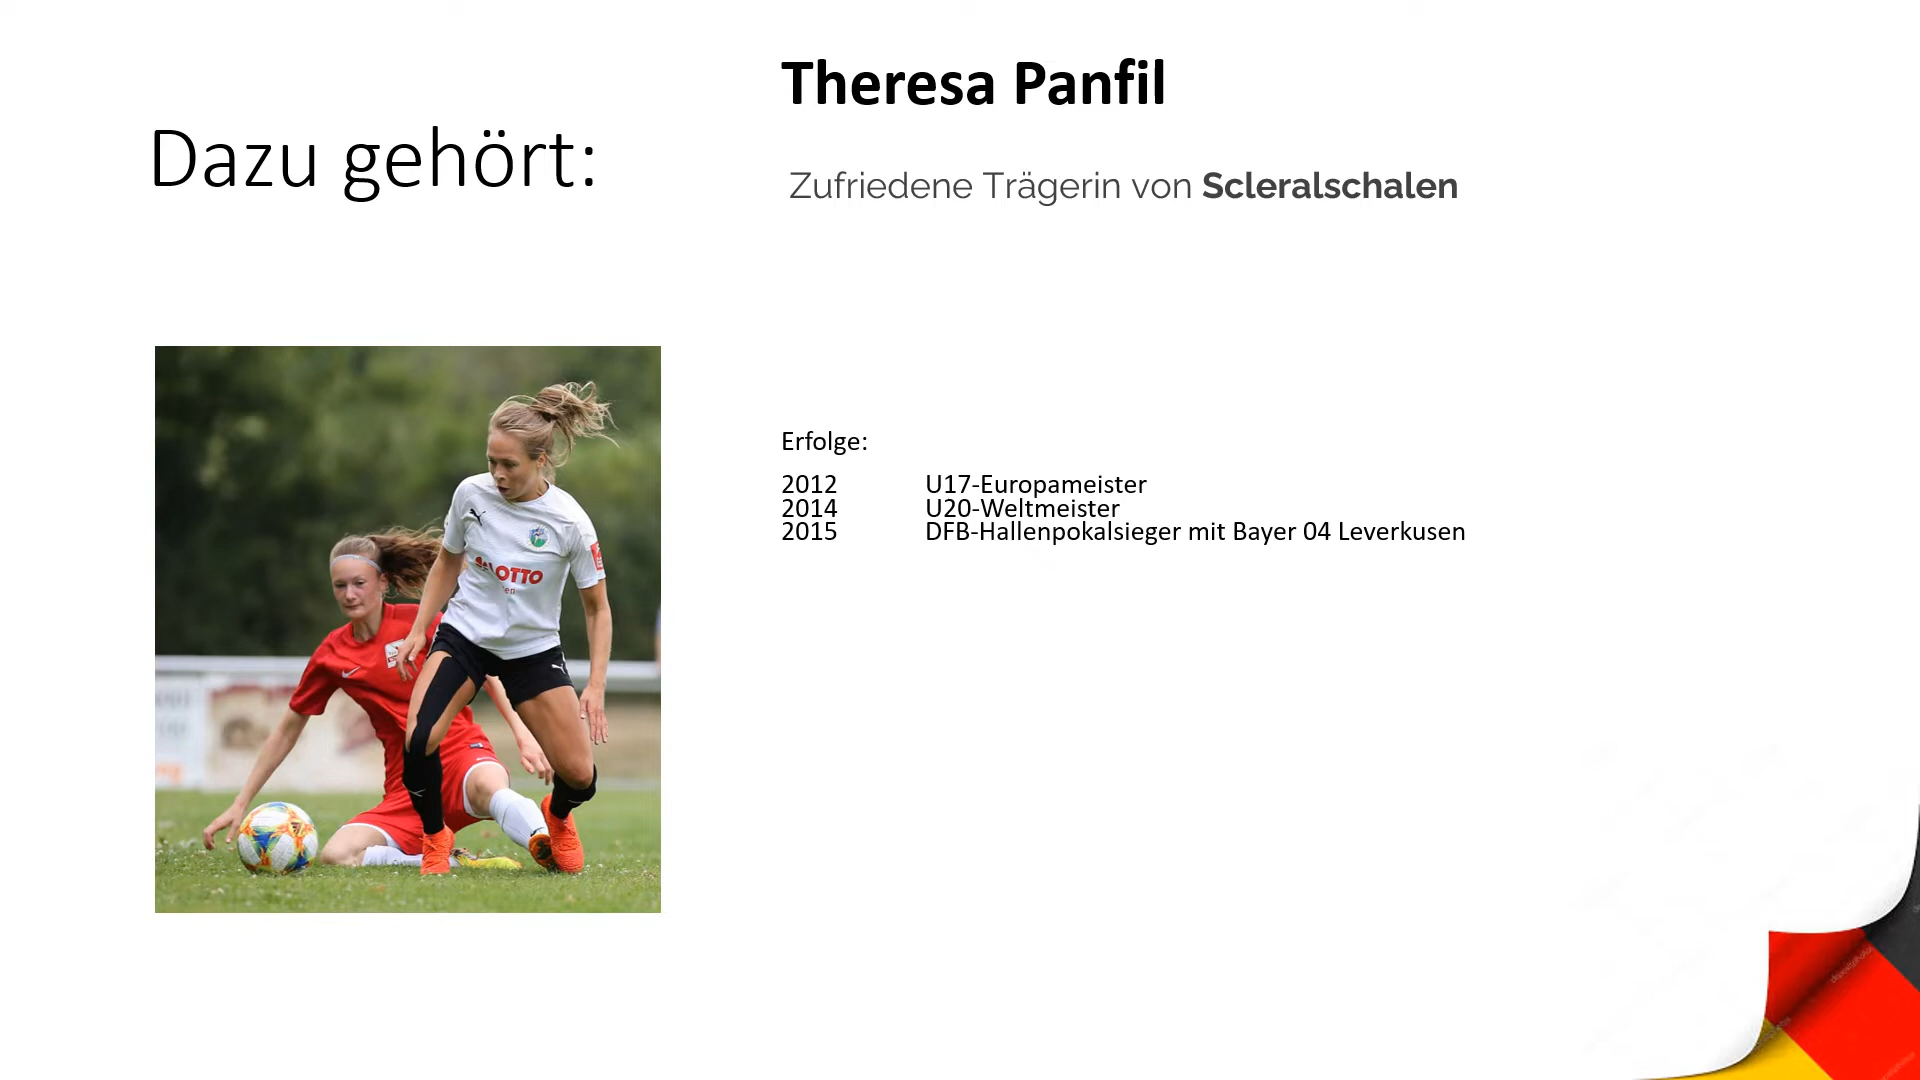 Dazu gehört:
Theresa Panfil
Zufriedene Trägerin von Scleralschalen
Erfolge:
2012 U17-Europameister
2014 U20-Weltmeister
2015 DFB-Hallenpokalsieger mit Bayer 04 Leverkusen
LOTTO